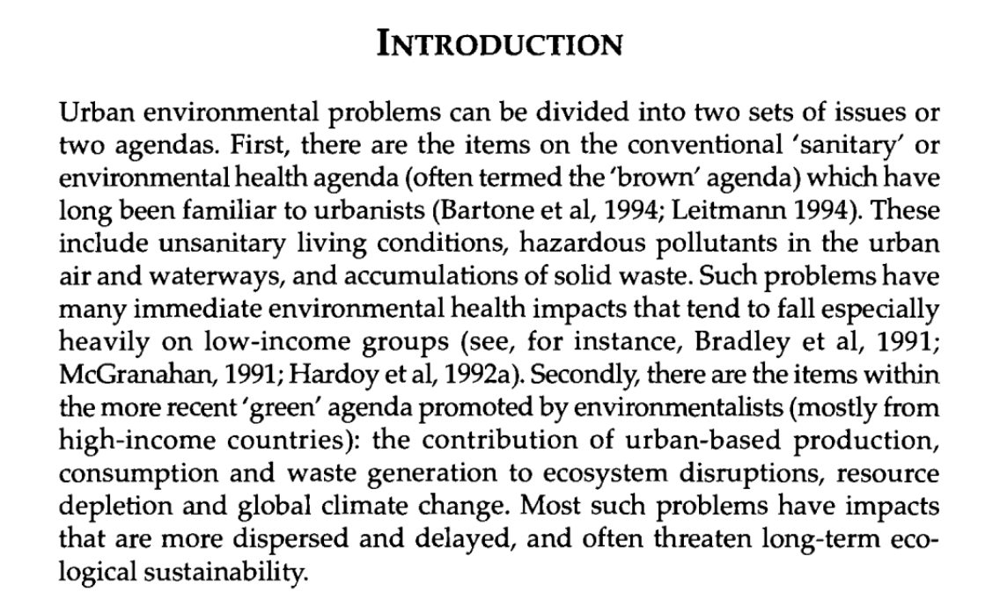 INTRODUCTION
Urban environmental problems can be divided into two sets of issues or
two agendas. First, there are the items on the conventional ‘sanitary’ or
environmental health agenda (often termed the ‘brown’ agenda) which have
long been familiar to urbanists (Bartone et al, 1994; Leitmann 1994). These
include unsanitary living conditions, hazardous pollutants in the urban
air and waterways, and accumulations of solid waste. Such problems have
many immediate environmental health impacts that tend to fall especially
heavily on low-income groups (see, for instance, Bradley et al, 1991;
McGranahan, 1991; Hardoy et al, 1992a). Secondly, there are the items within
the more recent ‘green’ agenda promoted by environmentalists (mostly from
high-income countries): the contribution of urban-based production,
consumption and waste generation to ecosystem disruptions, resource
depletion and global climate change. Most such problems have impacts
that are more dispersed and delayed, and often threaten long-term eco-
logical sustainability.